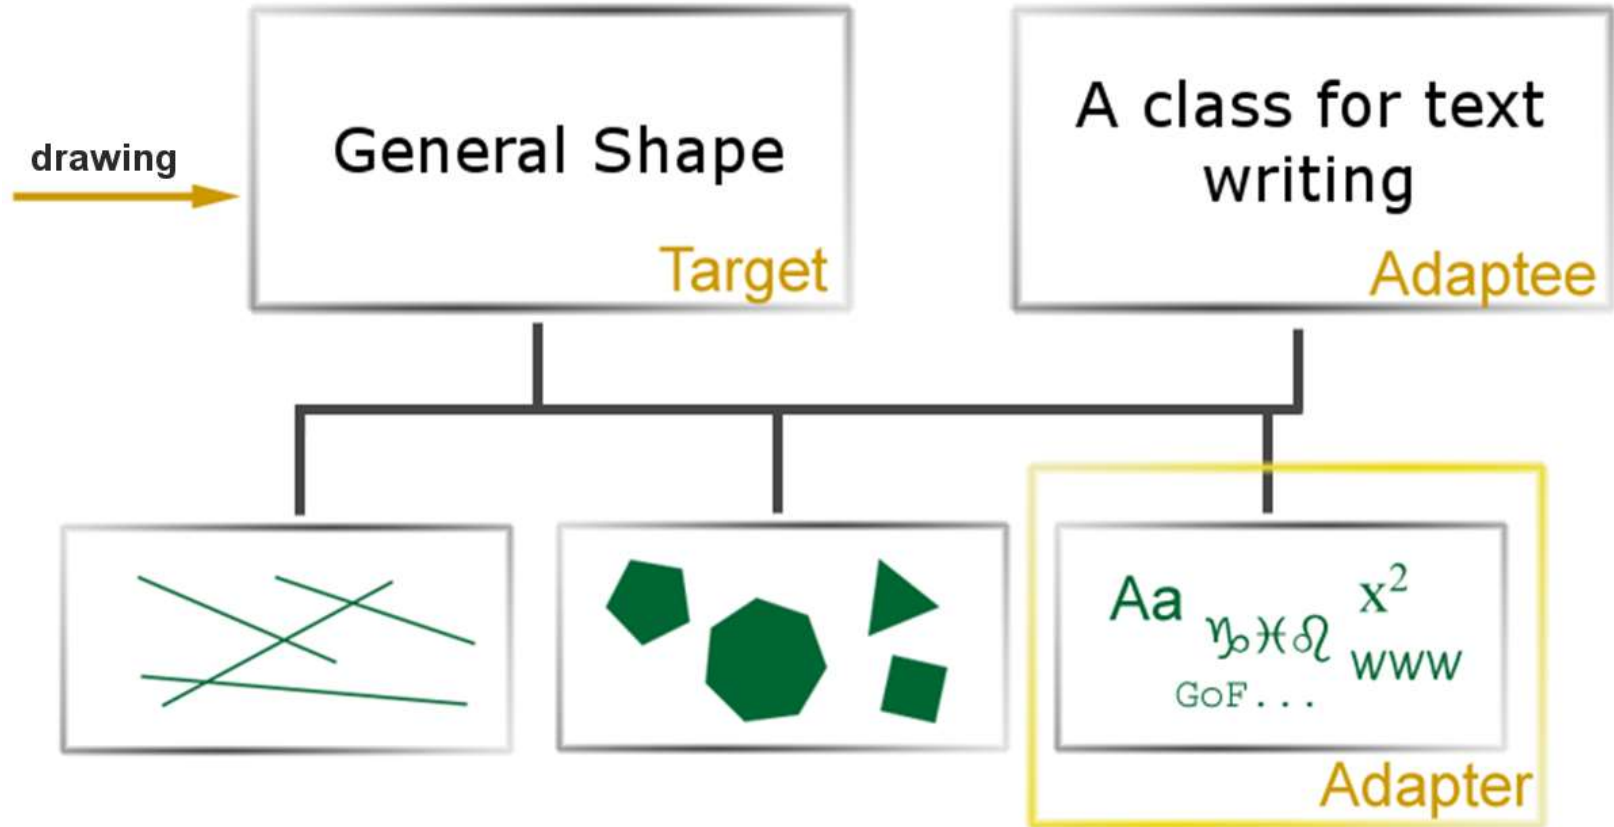 drawing
General Shape
Target
A class for text
writing
Adaptee
Aa
x²
♑♓♌
www
GoF...
Adapter